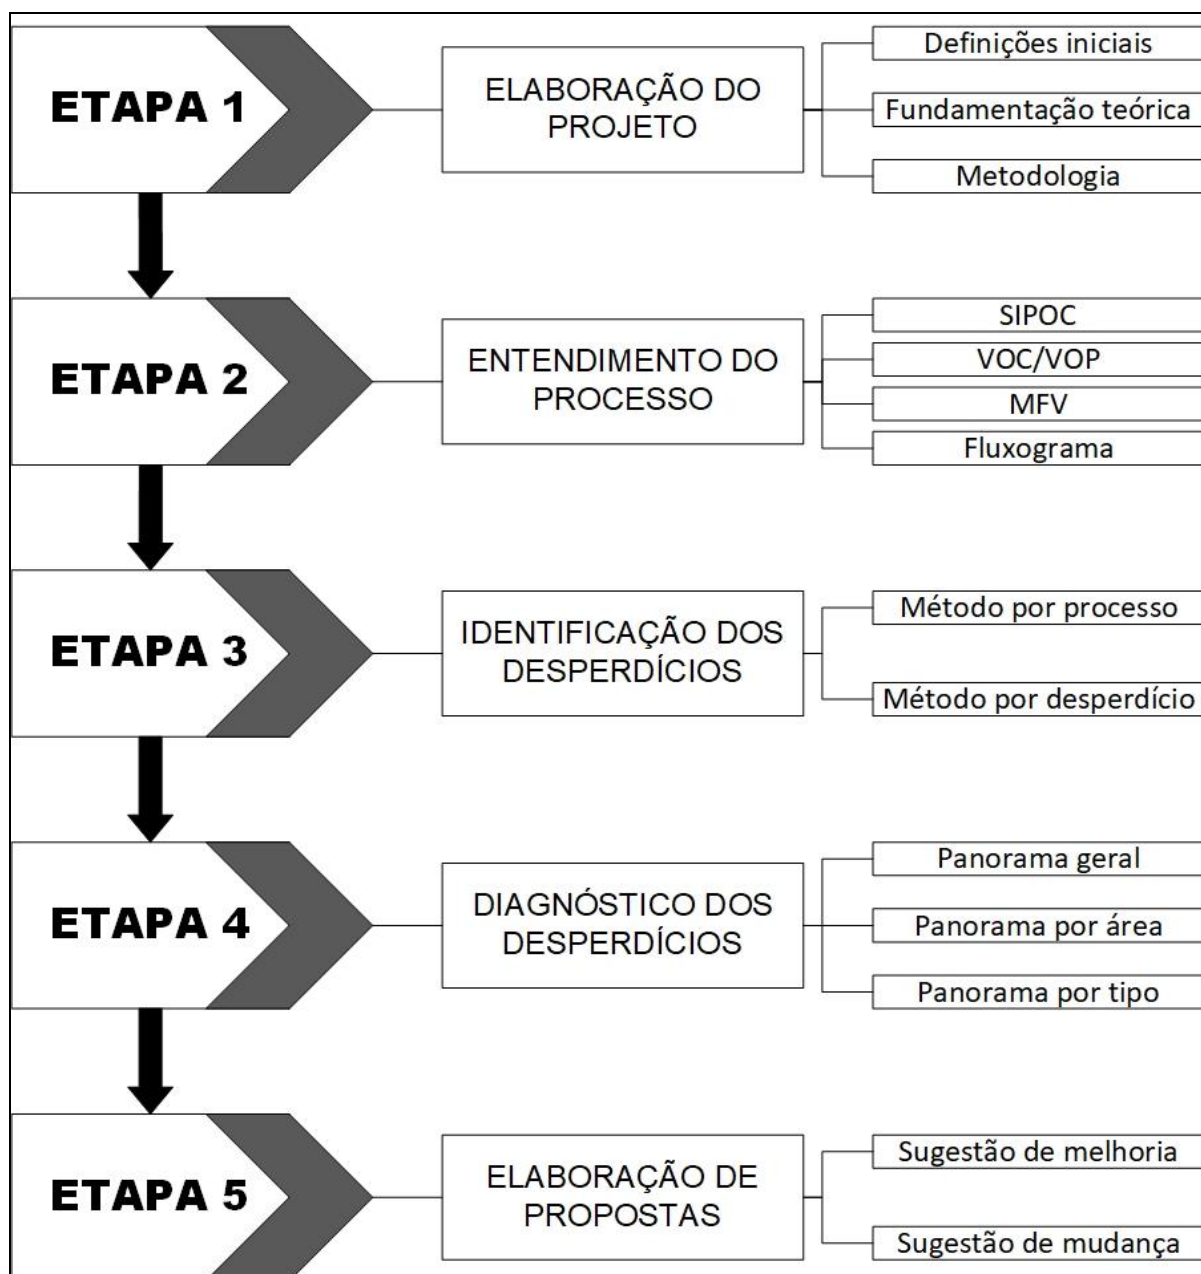 ETAPA 1
ELABORAÇÃO DO
PROJETO
Definições iniciais
Fundamentação teórica
Metodologia
ETAPA 2
ENTENDIMENTO DO
PROCESSO
SIPOC
VOC/VOP
MFV
Fluxograma
ETAPA 3
IDENTIFICAÇÃO DOS
DESPERDÍCIOS
Método por processo
Método por desperdício
ETAPA 4
DIAGNÓSTICO DOS
DESPERDÍCIOS
Panorama geral
Panorama por área
Panorama por tipo
ETAPA 5
ELABORAÇÃO DE
PROPOSTAS
Sugestão de melhoria
Sugestão de mudança